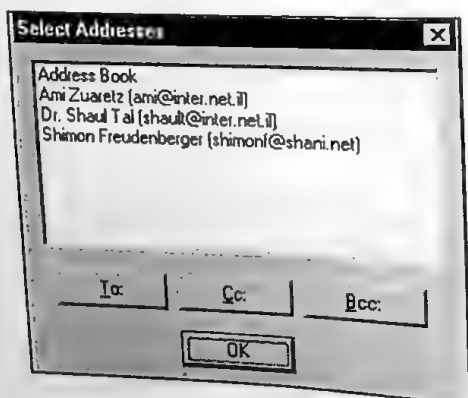 Select Addresses
Address Book
Ami Zuaretz (ami@inter.net.il)
Dr. Shaul Tal (shault@inter.net.il)
Shimon Freudenberger (shimonf@shani.net)
To: Cc: Bcc:
OK